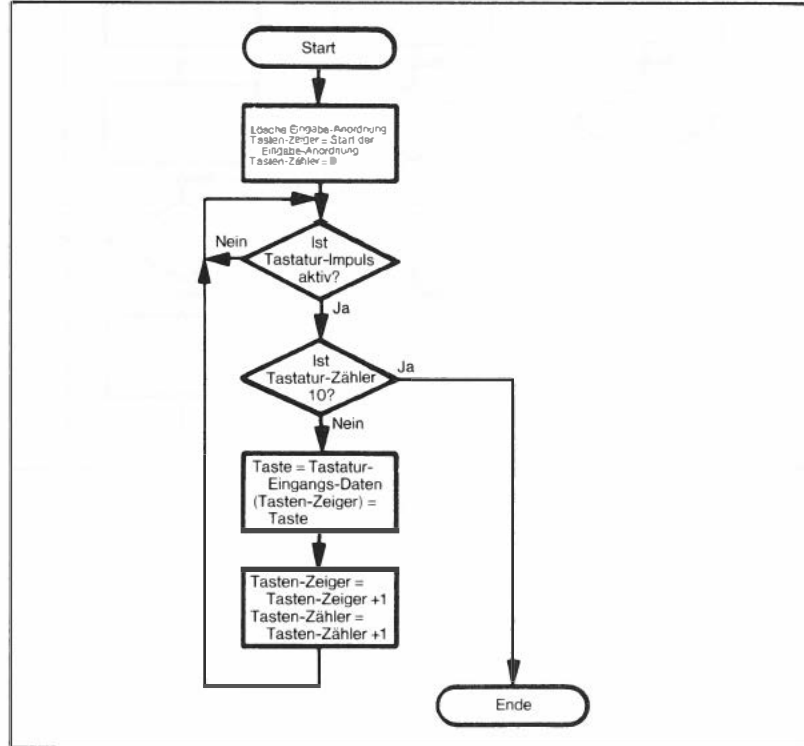 Start
Lösche Eingabe-Anordnung
Tasten-Zeiger = Start der
Eingabe-Anordnung
Tasten-Zähler = 0
Nein
Ist
Tastatur-Impuls
aktiv?
Ja
Ist
Tastatur-Zähler
10?
Ja
Nein
Taste = Tastatur-
Eingangs-Daten
(Tasten-Zeiger) =
Taste
Tasten-Zeiger =
Tasten-Zeiger +1
Tasten-Zähler =
Tasten-Zähler +1
Ende